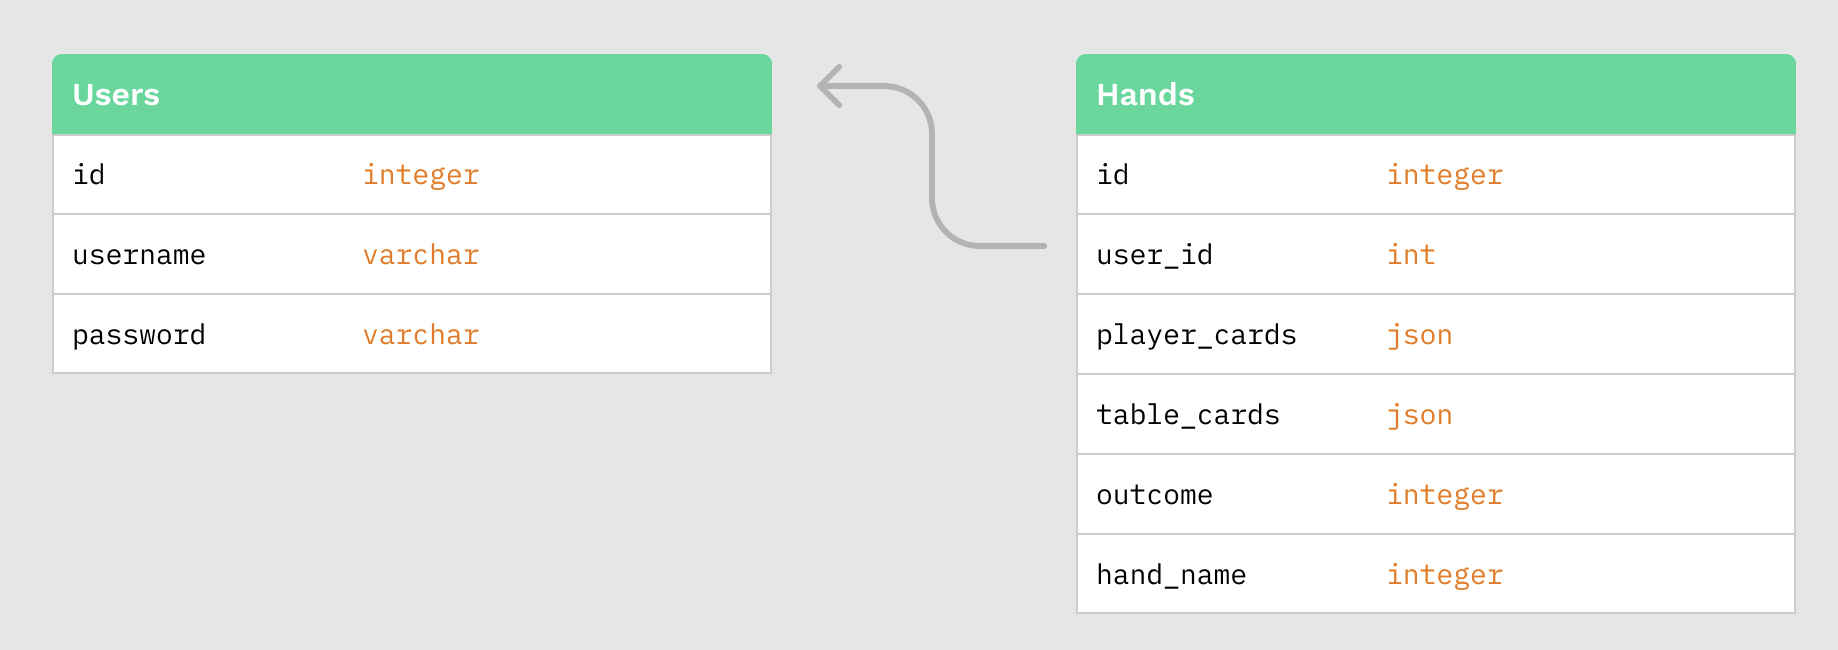 Users
id integer
username varchar
password varchar
Hands
id integer
user_id int
player_cards json
table_cards json
outcome integer
hand_name integer